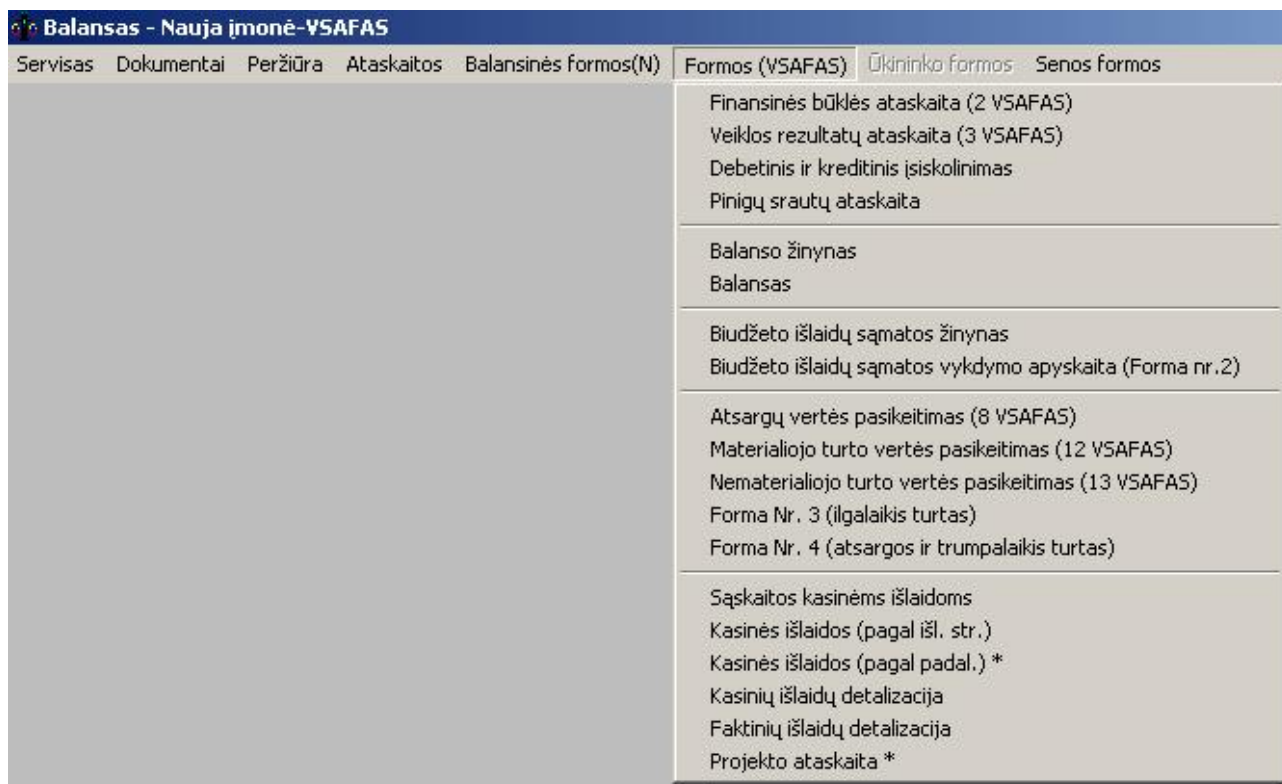 Balansas - Nauja įmonė-VSAFAS
Servisas Dokumentai Peržiūra Ataskaitos Balansinės formos(N) Formos (VSAFAS) Ūkininko formos Senos formos
Finansinės būklės ataskaita (2 VSAFAS)
Veiklos rezultatų ataskaita (3 VSAFAS)
Debetinis ir kreditinis įsiskolinimas
Pinigų srautų ataskaita
Balanso žinynas
Balansas
Biudžeto išlaidų sąmatos žinynas
Biudžeto išlaidų sąmatos vykdymo apyskaita (Forma nr.2)
Atsargų vertės pasikeitimas (8 VSAFAS)
Materialiojo turto vertės pasikeitimas (12 VSAFAS)
Nematerialiojo turto vertės pasikeitimas (13 VSAFAS)
Forma Nr. 3 (ilgalaikis turtas)
Forma Nr. 4 (atsargos ir trumpalaikis turtas)
Sąskaitos kasinėms išlaidoms
Kasinės išlaidos (pagal išl. str.)
Kasinės išlaidos (pagal padal.) *
Kasinių išlaidų detalizacija
Faktinių išlaidų detalizacija
Projekto ataskaita *